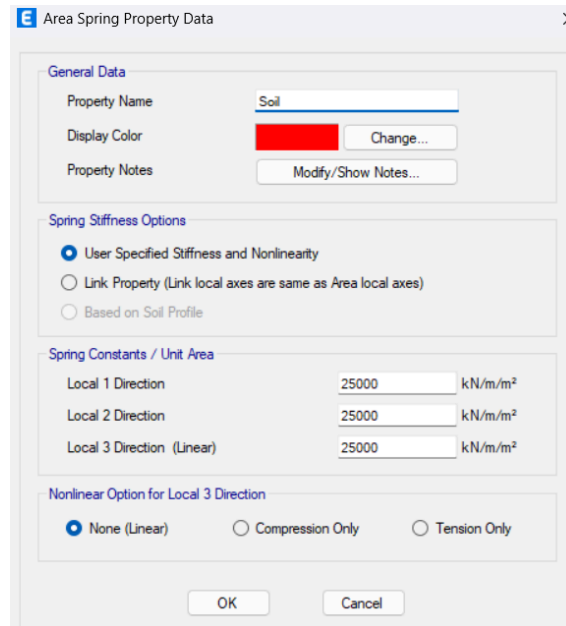 E Area Spring Property Data
General Data
Property Name Soil
Display Color Change...
Property Notes Modify/Show Notes...
Spring Stiffness Options
User Specified Stiffness and Nonlinearity
Link Property (Link local axes are same as Area local axes)
Based on Soil Profile
Spring Constants / Unit Area
Local 1 Direction 25000 kN/m/m²
Local 2 Direction 25000 kN/m/m²
Local 3 Direction (Linear) 25000 kN/m/m²
Nonlinear Option for Local 3 Direction
None (Linear) Compression Only Tension Only
OK Cancel